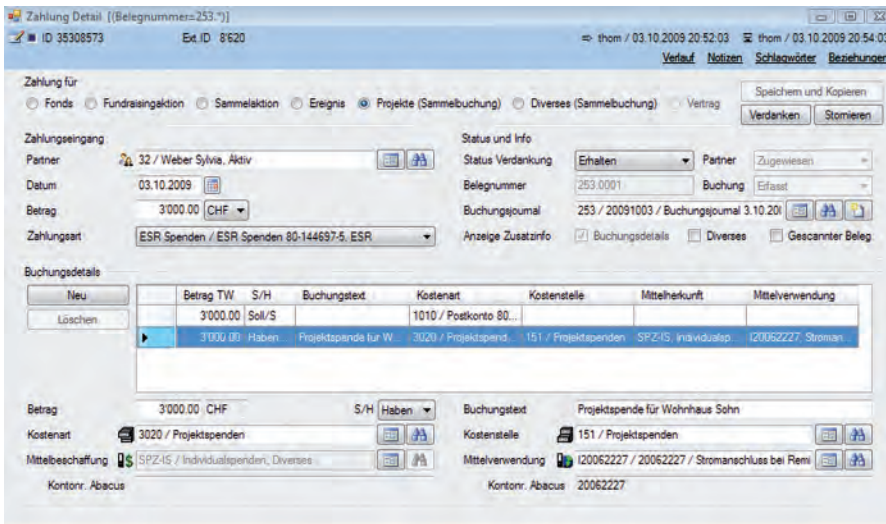 Zahlung Detail [(Belegnummer=253.*)]
ID 35308573 Ext.ID 8'620 thom / 03.10.2009 20:52:03 thom / 03.10.2009 20:54:03
Verlauf Notizen Schlagwörter Beziehungen
Zahlung für
Fonds Fundraisingaktion Sammelaktion Ereignis Projekte (Sammelbuchung) Diverses (Sammelbuchung) Vertrag
Speichern und Kopieren
Verdanken Stornieren
Zahlungseingang Status und Info
Partner 32 / Weber Sylvia, Aktiv Status Verdankung Erhalten Partner Zugewiesen
Datum 03.10.2009 Belegnummer 253.0001 Buchung Erfasst
Betrag 3'000.00 CHF Buchungsjournal 253 / 20091003 / Buchungsjournal 3.10.200
Zahlungsart ESR Spenden / ESR Spenden 80-144697-5, ESR Anzeige Zusatzinfo Buchungsdetails Diverses Gescannter Beleg
Buchungsdetails
Neu Betrag TW S/H Buchungstext Kostenart Kostenstelle Mittelherkunft Mittelverwendung
Löschen 3'000.00 Soll/S 1010 / Postkonto 80...
3'000.00 Haben Projektspende für W... 3020 / Projektspend... 151 / Projektspenden SPZ-IS, Individualsp... I20062227, Stroman...
Betrag 3'000.00 CHF S/H Haben Buchungstext Projektspende für Wohnhaus Sohn
Kostenart 3020 / Projektspenden Kostenstelle 151 / Projektspenden
Mittelbeschaffung SPZ-IS / Individualspenden, Diverses Mittelverwendung I20062227 / 20062227 / Stromanschluss bei Remi
Kontonr. Abacus Kontonr. Abacus 20062227